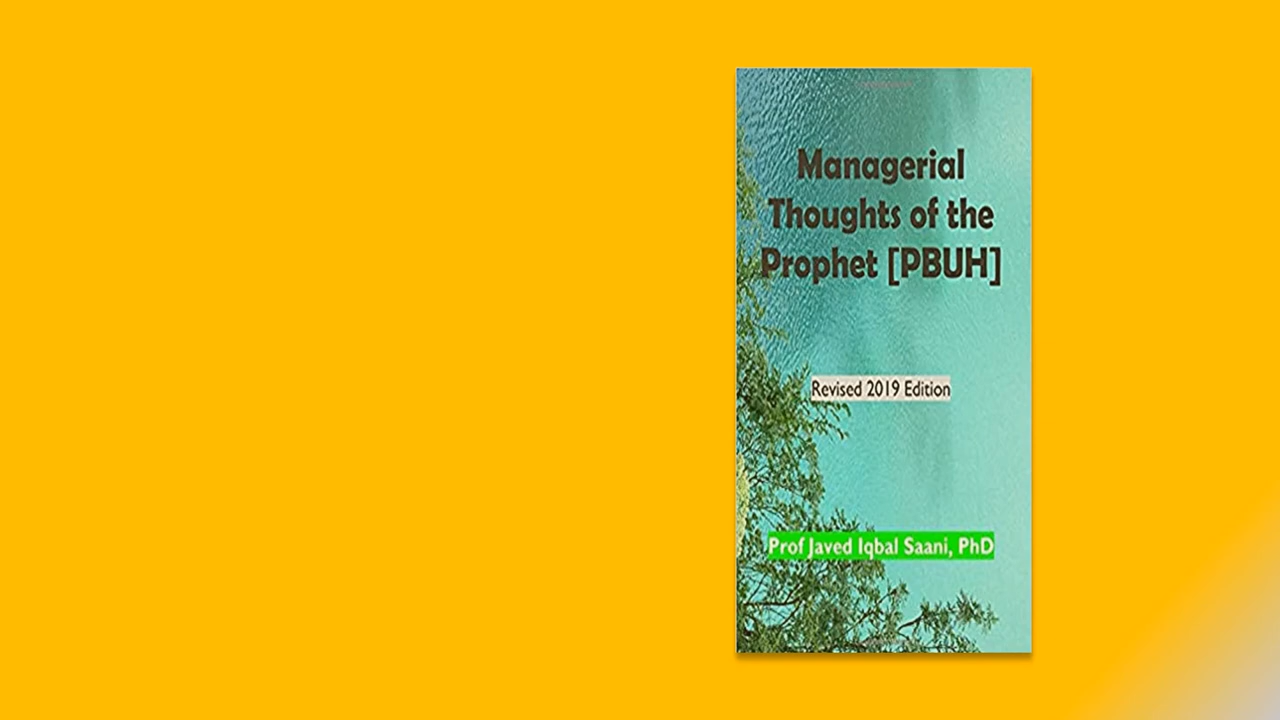 Managerial
Thoughts of the
Prophet [PBUH]
Revised 2019 Edition
Prof Javed Iqbal Saani, PhD